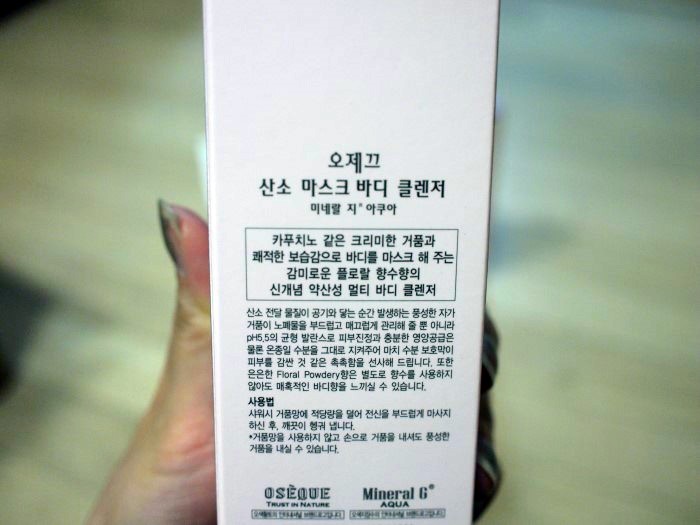 오제끄
산소 마스크 바디 클렌저
미네랄 지® 아쿠아
카푸치노 같은 크리미한 거품과
쾌적한 보습감으로 바디를 마스크 해 주는
감미로운 플로랄 향수향의
신개념 약산성 멀티 바디 클렌저
산소 전달 물질이 공기와 닿는 순간 발생하는 풍성한 자가
거품이 노폐물을 부드럽고 매끄럽게 관리해 줄 뿐 아니라
pH5.5의 균형 발란스로 피부진정과 충분한 영양공급은
물론 온종일 수분을 그대로 지켜주어 마치 수분 보호막이
피부를 감싼 것 같은 촉촉함을 선사해 드립니다. 또한
은은한 Floral Powdery향은 별도로 향수를 사용하지
않아도 매혹적인 바디향을 느끼실 수 있습니다.
사용법
샤워시 거품망에 적당량을 덜어 전신을 부드럽게 마사지
하신 후, 깨끗이 헹궈 냅니다.
*거품망을 사용하지 않고 손으로 거품을 내셔도 풍성한
거품을 내실 수 있습니다.
OSÈQUE Mineral G®
TRUST IN NATURE AQUA